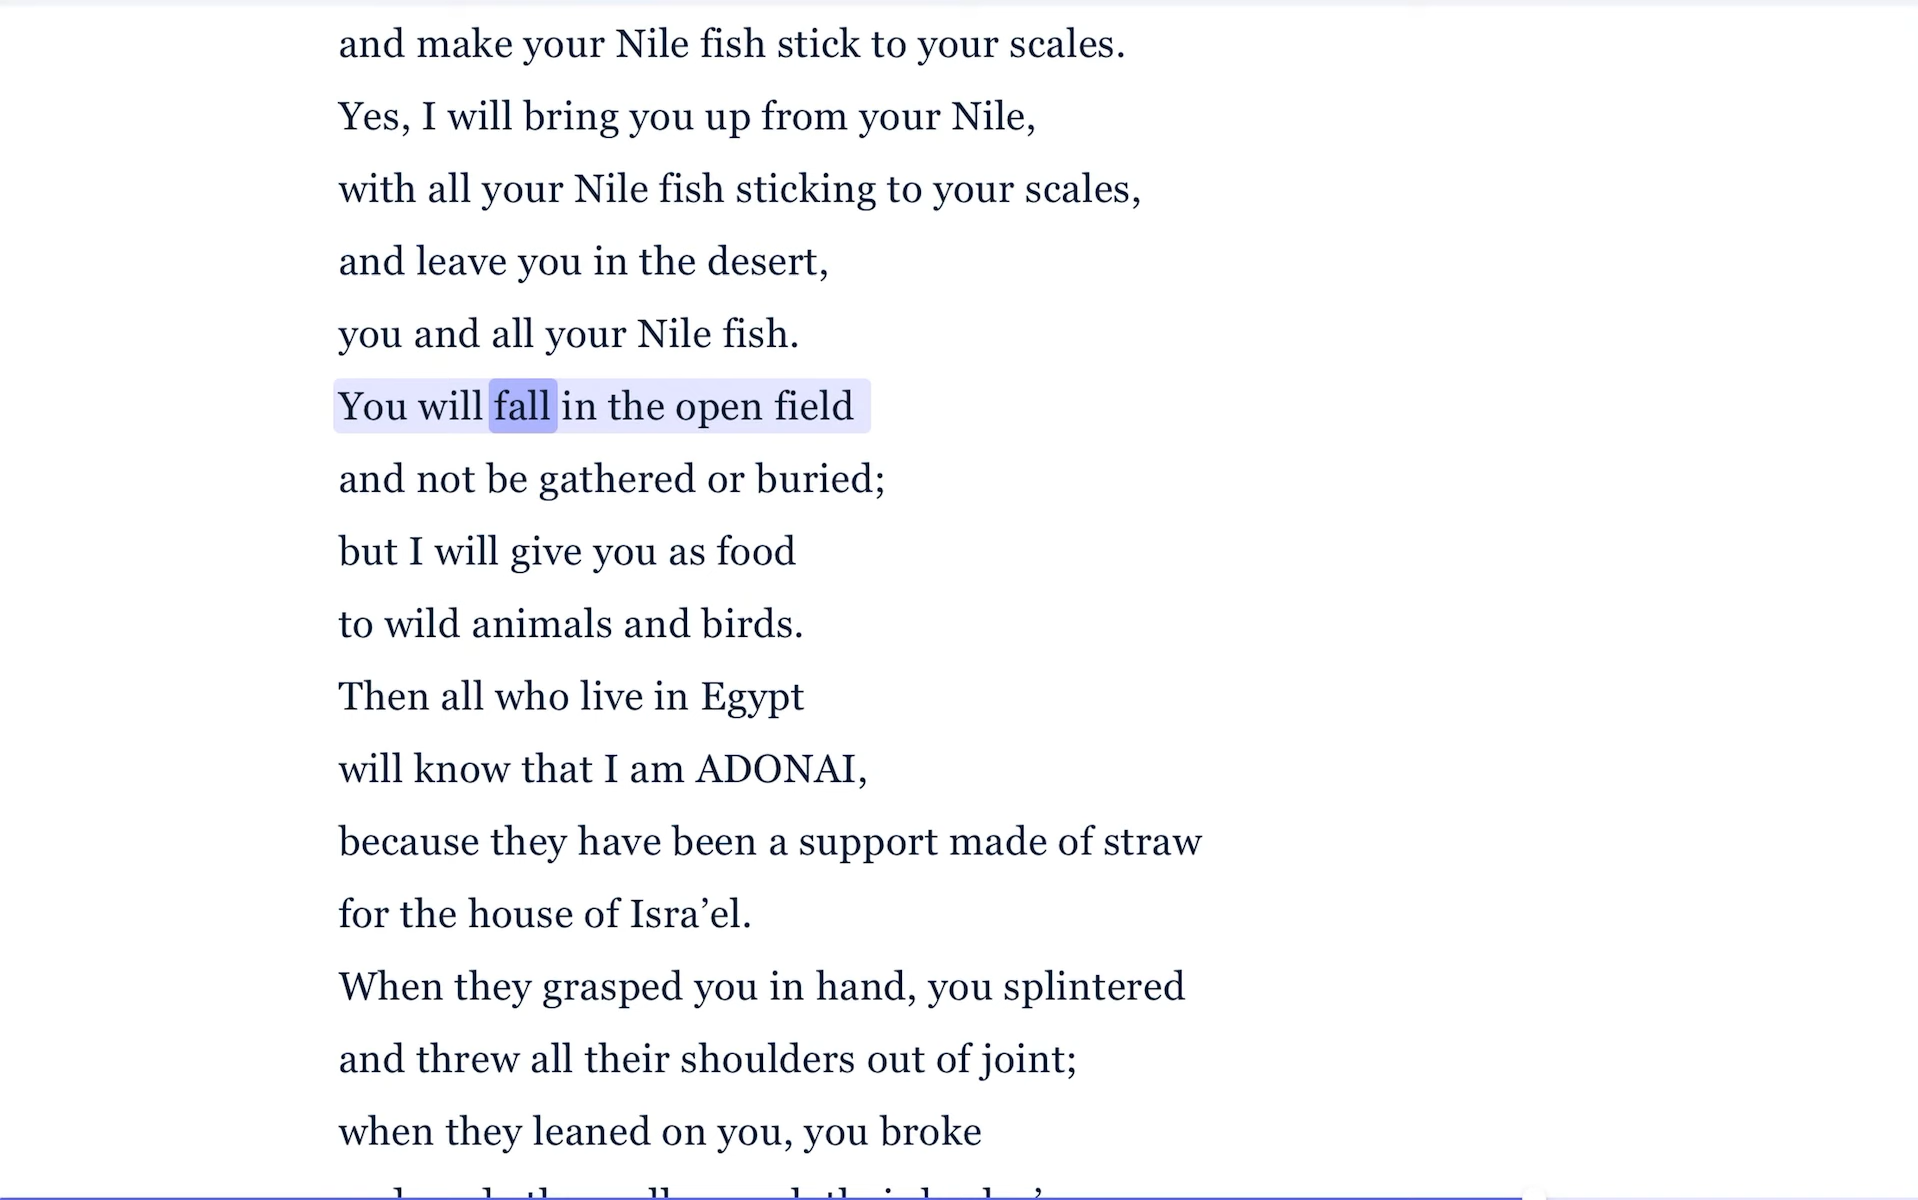 and make your Nile fish stick to your scales.
Yes, I will bring you up from your Nile,
with all your Nile fish sticking to your scales,
and leave you in the desert,
you and all your Nile fish.
You will fall in the open field
and not be gathered or buried;
but I will give you as food
to wild animals and birds.
Then all who live in Egypt
will know that I am ADONAI,
because they have been a support made of straw
for the house of Isra’el.
When they grasped you in hand, you splintered
and threw all their shoulders out of joint;
when they leaned on you, you broke